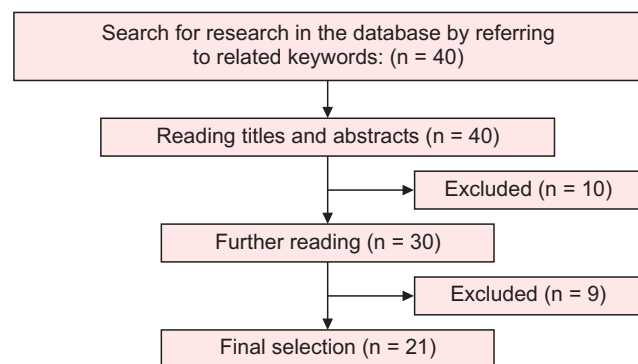 Search for research in the database by referring
to related keywords: (n = 40)
Reading titles and abstracts (n = 40)
Excluded (n = 10)
Further reading (n = 30)
Excluded (n = 9)
Final selection (n = 21)